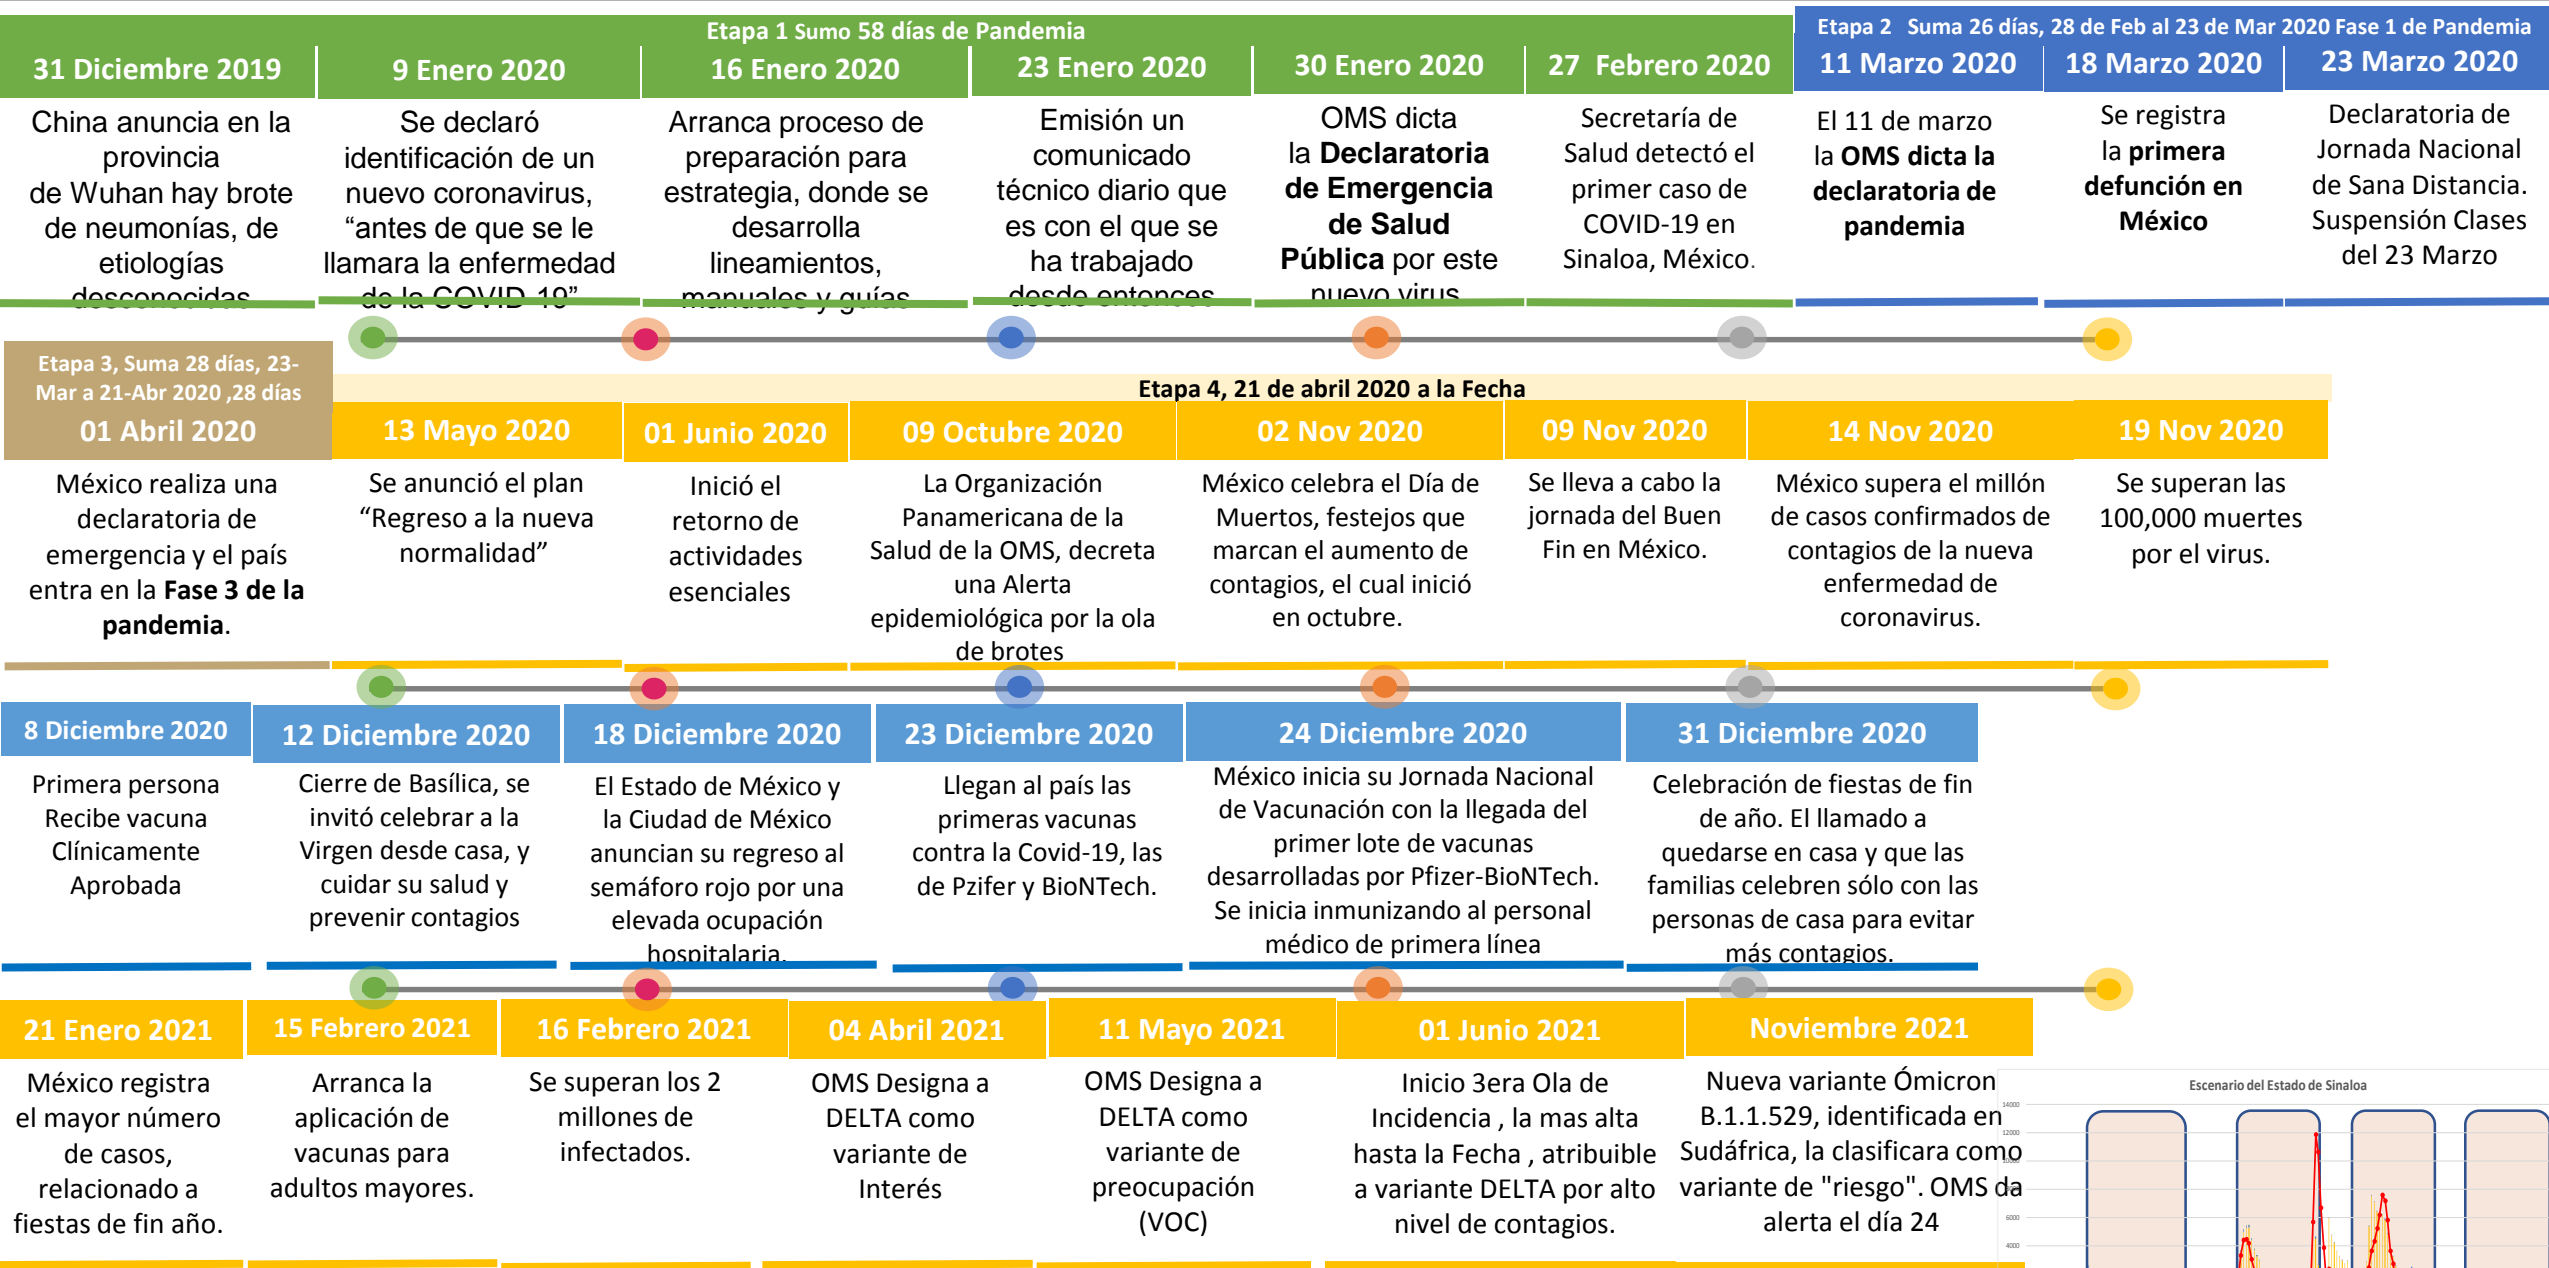 Etapa 1 Sumo 58 días de Pandemia
Etapa 2 Suma 26 días, 28 de Feb al 23 de Mar 2020 Fase 1 de Pandemia
31 Diciembre 2019
China anuncia en la
provincia
de Wuhan hay brote
de neumonías, de
etiologías
desconocidas
9 Enero 2020
Se declaró
identificación de un
nuevo coronavirus,
“antes de que se le
llamara la enfermedad
de la COVID-19”
16 Enero 2020
Arranca proceso de
preparación para
estrategia, donde se
desarrolla
lineamientos,
manuales y guías
23 Enero 2020
Emisión un
comunicado
técnico diario que
es con el que se
ha trabajado
desde entonces
30 Enero 2020
OMS dicta
la Declaratoria
de Emergencia
de Salud
Pública por este
nuevo virus
27 Febrero 2020
Secretaría de
Salud detectó el
primer caso de
COVID-19 en
Sinaloa, México.
11 Marzo 2020
El 11 de marzo
la OMS dicta la
declaratoria de
pandemia
18 Marzo 2020
Se registra
la primera
defunción en
México
23 Marzo 2020
Declaratoria de
Jornada Nacional
de Sana Distancia.
Suspensión Clases
del 23 Marzo
Etapa 3, Suma 28 días, 23-
Mar a 21-Abr 2020 ,28 días
Etapa 4, 21 de abril 2020 a la Fecha
01 Abril 2020
México realiza una
declaratoria de
emergencia y el país
entra en la Fase 3 de la
pandemia.
13 Mayo 2020
Se anunció el plan
“Regreso a la nueva
normalidad”
01 Junio 2020
Inició el
retorno de
actividades
esenciales
09 Octubre 2020
La Organización
Panamericana de la
Salud de la OMS, decreta
una Alerta
epidemiológica por la ola
de brotes
02 Nov 2020
México celebra el Día de
Muertos, festejos que
marcan el aumento de
contagios, el cual inició
en octubre.
09 Nov 2020
Se lleva a cabo la
jornada del Buen
Fin en México.
14 Nov 2020
México supera el millón
de casos confirmados de
contagios de la nueva
enfermedad de
coronavirus.
19 Nov 2020
Se superan las
100,000 muertes
por el virus.
8 Diciembre 2020
Primera persona
Recibe vacuna
Clínicamente
Aprobada
12 Diciembre 2020
Cierre de Basílica, se
invitó celebrar a la
Virgen desde casa, y
cuidar su salud y
prevenir contagios
18 Diciembre 2020
El Estado de México y
la Ciudad de México
anuncian su regreso al
semáforo rojo por una
elevada ocupación
hospitalaria.
23 Diciembre 2020
Llegan al país las
primeras vacunas
contra la Covid-19, las
de Pzifer y BioNTech.
24 Diciembre 2020
México inicia su Jornada Nacional
de Vacunación con la llegada del
primer lote de vacunas
desarrolladas por Pfizer-BioNTech.
Se inicia inmunizando al personal
médico de primera línea
31 Diciembre 2020
Celebración de fiestas de fin
de año. El llamado a
quedarse en casa y que las
familias celebren sólo con las
personas de casa para evitar
más contagios.
21 Enero 2021
México registra
el mayor número
de casos,
relacionado a
fiestas de fin año.
15 Febrero 2021
Arranca la
aplicación de
vacunas para
adultos mayores.
16 Febrero 2021
Se superan los 2
millones de
infectados.
04 Abril 2021
OMS Designa a
DELTA como
variante de
Interés
11 Mayo 2021
OMS Designa a
DELTA como
variante de
preocupación
(VOC)
01 Junio 2021
Inicio 3era Ola de
Incidencia , la mas alta
hasta la Fecha , atribuible
a variante DELTA por alto
nivel de contagios.
Noviembre 2021
Nueva variante Ómicron
B.1.1.529, identificada en
Sudáfrica, la clasificara como
variante de "riesgo". OMS da
alerta el día 24
Escenario del Estado de Sinaloa
14000
12000
6000
4000